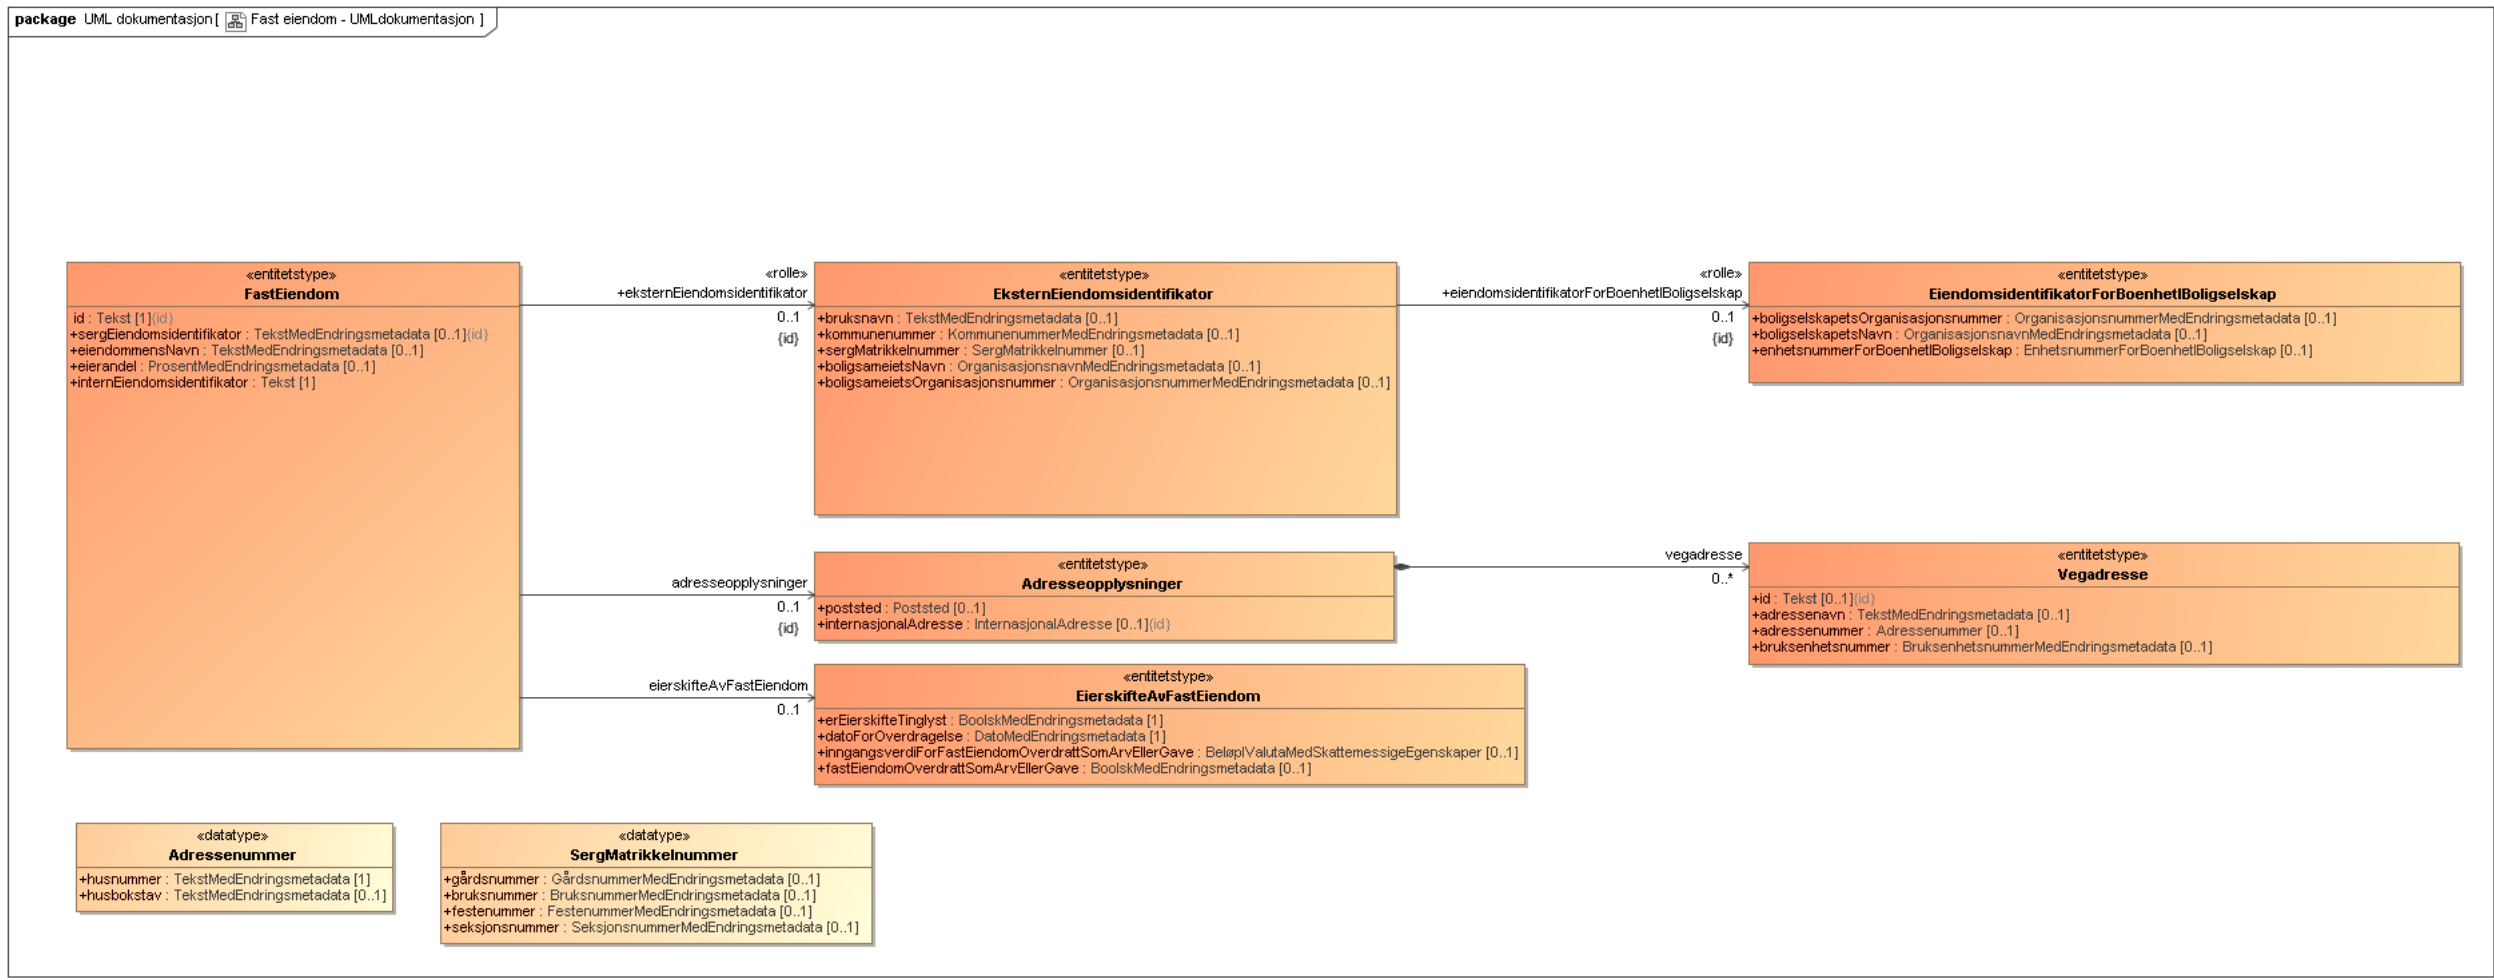 package UML dokumentasjon [ Fast eiendom - UMLdokumentasjon ]
«entitetstype»
FastEiendom
id : Tekst [1]{id}
+sergEiendomsidentifikator : TekstMedEndringsmetadata [0..1]{id}
+eiendommensNavn : TekstMedEndringsmetadata [0..1]
+eierandel : ProsentMedEndringsmetadata [0..1]
+internEiendomsidentifikator : Tekst [1]
«rolle»
+eksternEiendomsidentifikator
0..1
{id}
«entitetstype»
EksternEiendomsidentifikator
+bruksnavn : TekstMedEndringsmetadata [0..1]
+kommunenummer : KommunenummerMedEndringsmetadata [0..1]
+sergMatrikkelnummer : SergMatrikkelnummer [0..1]
+boligsameietsNavn : OrganisasjonsnavnMedEndringsmetadata [0..1]
+boligsameietsOrganisasjonsnummer : OrganisasjonsnummerMedEndringsmetadata [0..1]
«rolle»
+eiendomsidentifikatorForBoenhetIBoligselskap
0..1
{id}
«entitetstype»
EiendomsidentifikatorForBoenhetIBoligselskap
+boligselskapetsOrganisasjonsnummer : OrganisasjonsnummerMedEndringsmetadata [0..1]
+boligselskapetsNavn : OrganisasjonsnavnMedEndringsmetadata [0..1]
+enhetsnummerForBoenhetIBoligselskap : EnhetsnummerForBoenhetIBoligselskap [0..1]
adresseopplysninger
0..1
{id}
«entitetstype»
Adresseopplysninger
+poststed : Poststed [0..1]
+internasjonalAdresse : InternasjonalAdresse [0..1]{id}
vegadresse
0..*
«entitetstype»
Vegadresse
+id : Tekst [0..1]{id}
+adressenavn : TekstMedEndringsmetadata [0..1]
+adressenummer : Adressenummer [0..1]
+bruksenhetsnummer : BruksenhetsnummerMedEndringsmetadata [0..1]
eierskifteAvFastEiendom
0..1
«entitetstype»
EierskifteAvFastEiendom
+erEierskifteTinglyst : BoolskMedEndringsmetadata [1]
+datoForOverdragelse : DatoMedEndringsmetadata [1]
+inngangsverdiForFastEiendomOverdrattSomArvEllerGave : BeløpIValutaMedSkattemessigeEgenskaper [0..1]
+fastEiendomOverdrattSomArvEllerGave : BoolskMedEndringsmetadata [0..1]
«datatype»
Adressenummer
+husnummer : TekstMedEndringsmetadata [1]
+husbokstav : TekstMedEndringsmetadata [0..1]
«datatype»
SergMatrikkelnummer
+gårdsnummer : GårdsnummerMedEndringsmetadata [0..1]
+bruksnummer : BruksnummerMedEndringsmetadata [0..1]
+festenummer : FestenummerMedEndringsmetadata [0..1]
+seksjonsnummer : SeksjonsnummerMedEndringsmetadata [0..1]